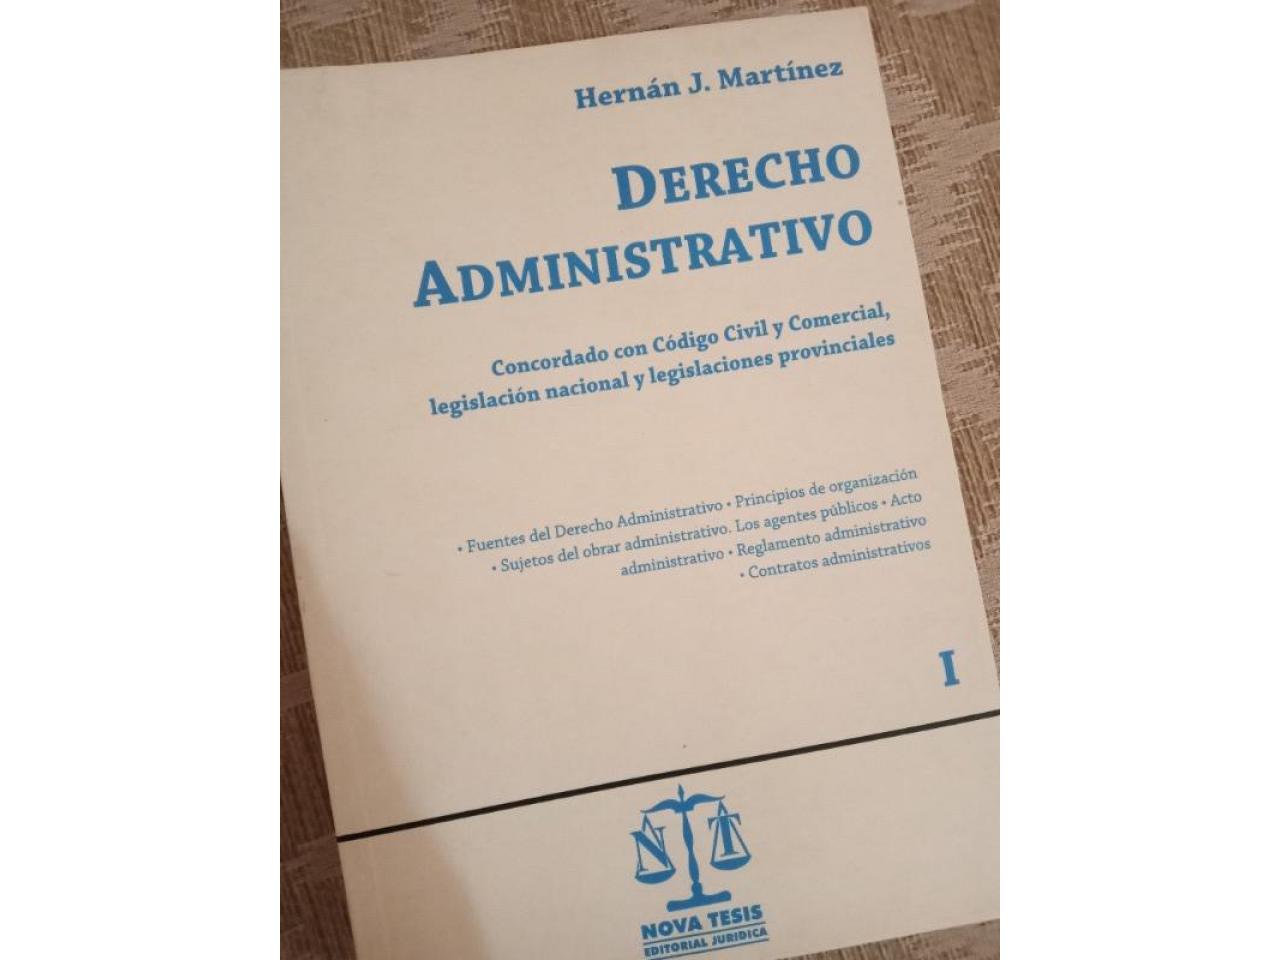 Hernán J. Martínez
DERECHO
ADMINISTRATIVO
Concordado con Código Civil y Comercial,
legislación nacional y legislaciones provinciales
• Fuentes del Derecho Administrativo • Principios de organización
• Sujetos del obrar administrativo. Los agentes públicos • Acto
administrativo • Reglamento administrativo
• Contratos administrativos
I
N T
NOVA TESIS
EDITORIAL JURIDICA